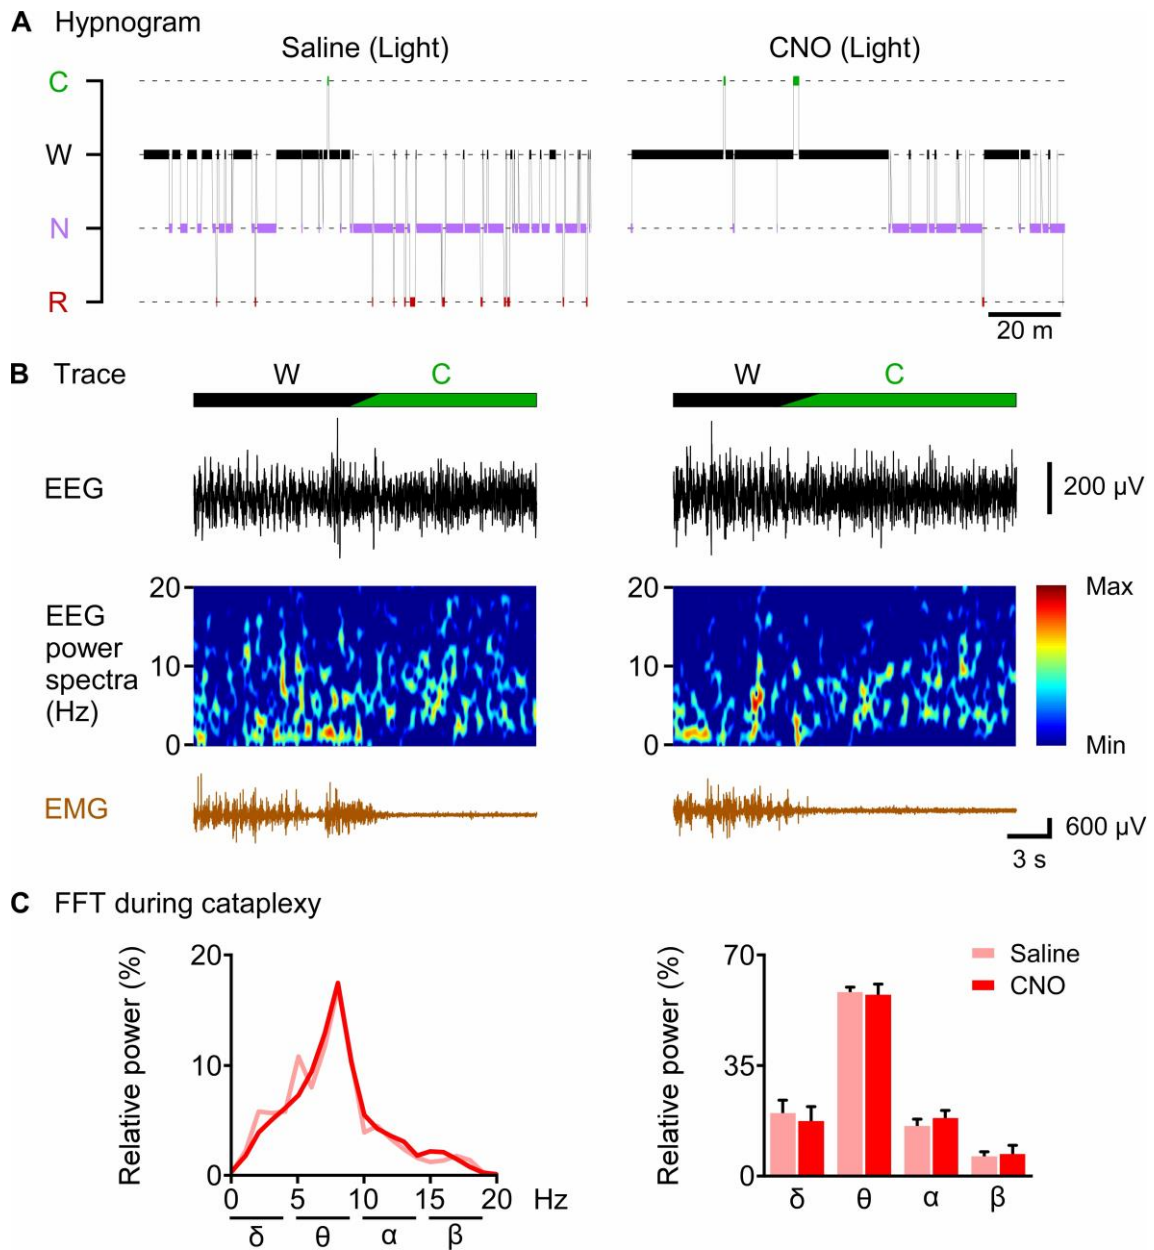 A Hypnogram
Saline (Light)
CNO (Light)
C
W
N
R
20 m
B Trace
W
C
W
C
EEG
200 µV
20
10
0
EEG
power
spectra
(Hz)
20
10
0
Max
Min
EMG
600 µV
3 s
C FFT during cataplexy
Relative power (%)
20
10
0
0 5 10 15 20 Hz
δ θ α β
Relative power (%)
70
35
0
δ θ α β
Saline
CNO